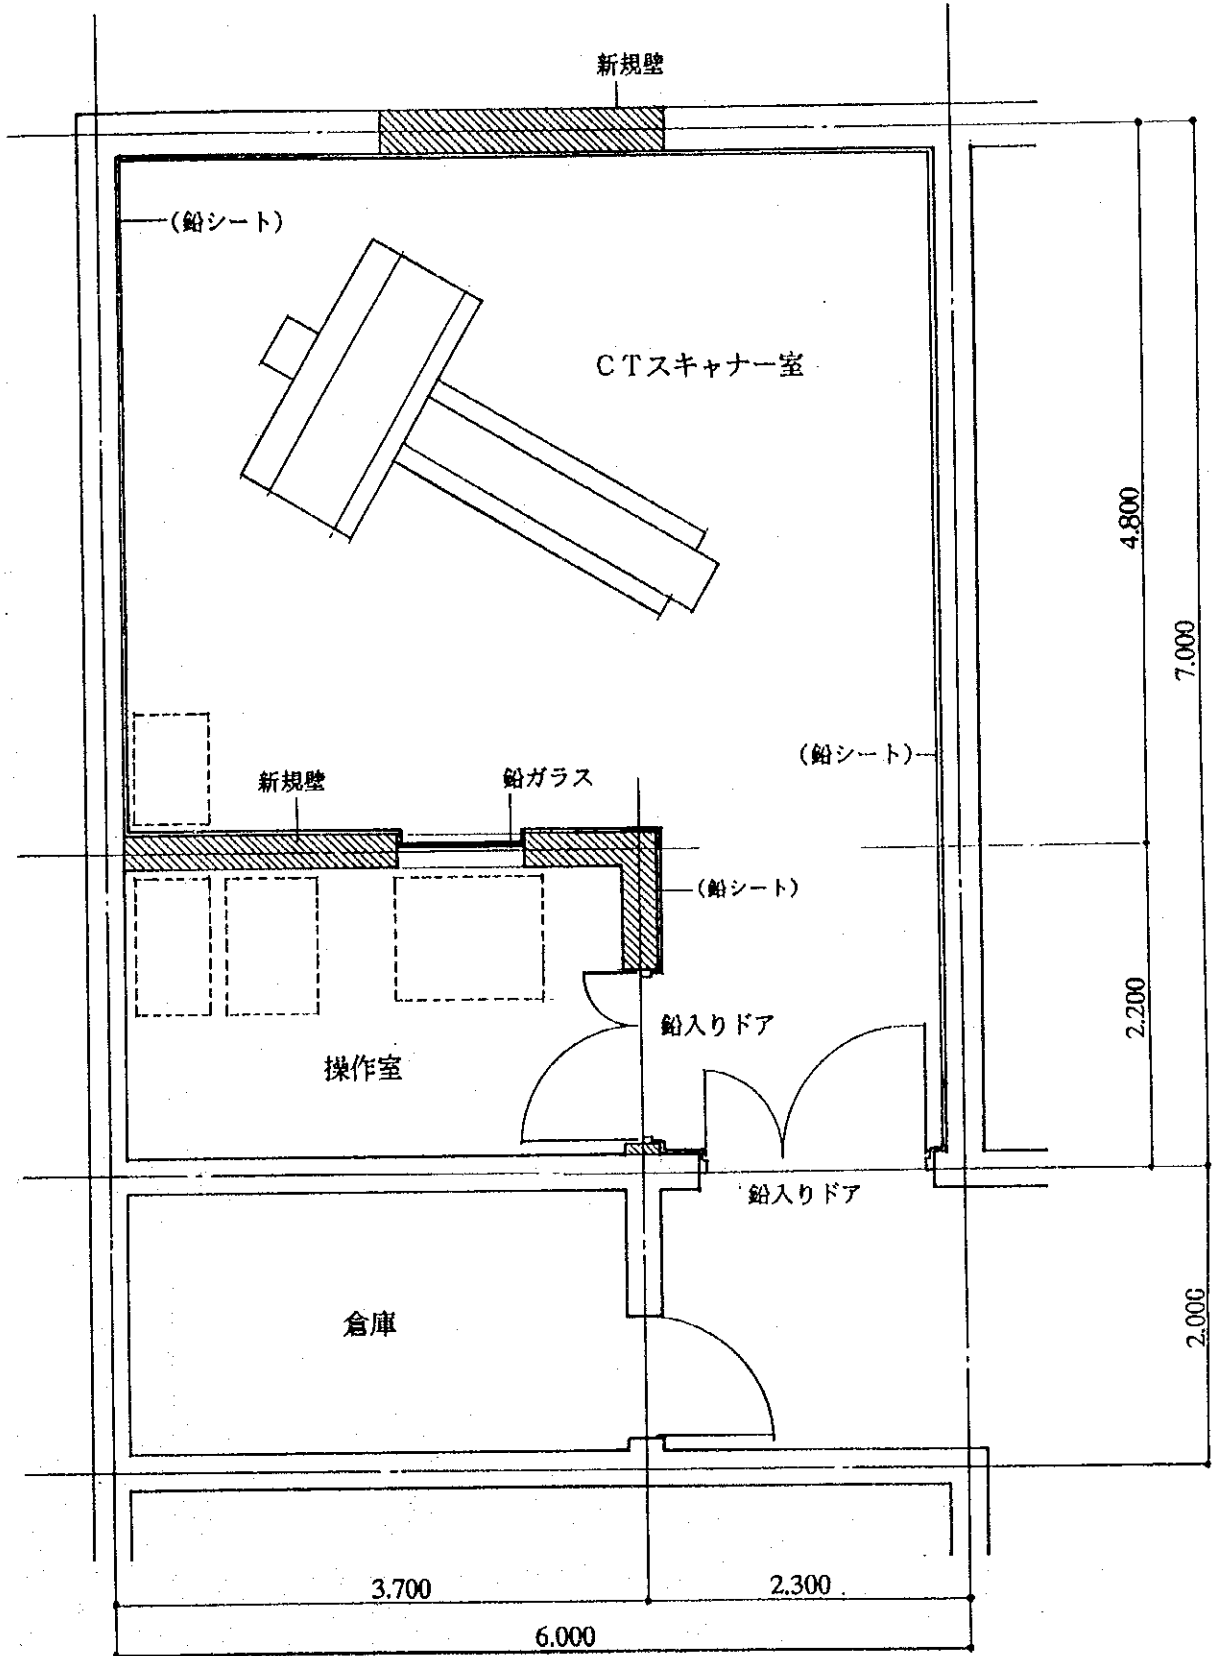 新規壁
(鉛シート)
CTスキャナー室
4.800
7.000
(鉛シート)
新規壁
鉛ガラス
(鉛シート)
2.200
鉛入りドア
操作室
鉛入りドア
倉庫
2.000
3.700
2.300
6.000